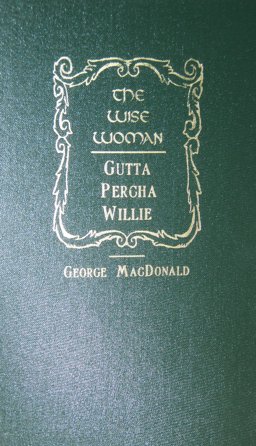 THE
WISE
WOMAN
GUTTA
PERCHA
WILLIE
GEORGE MACDONALD